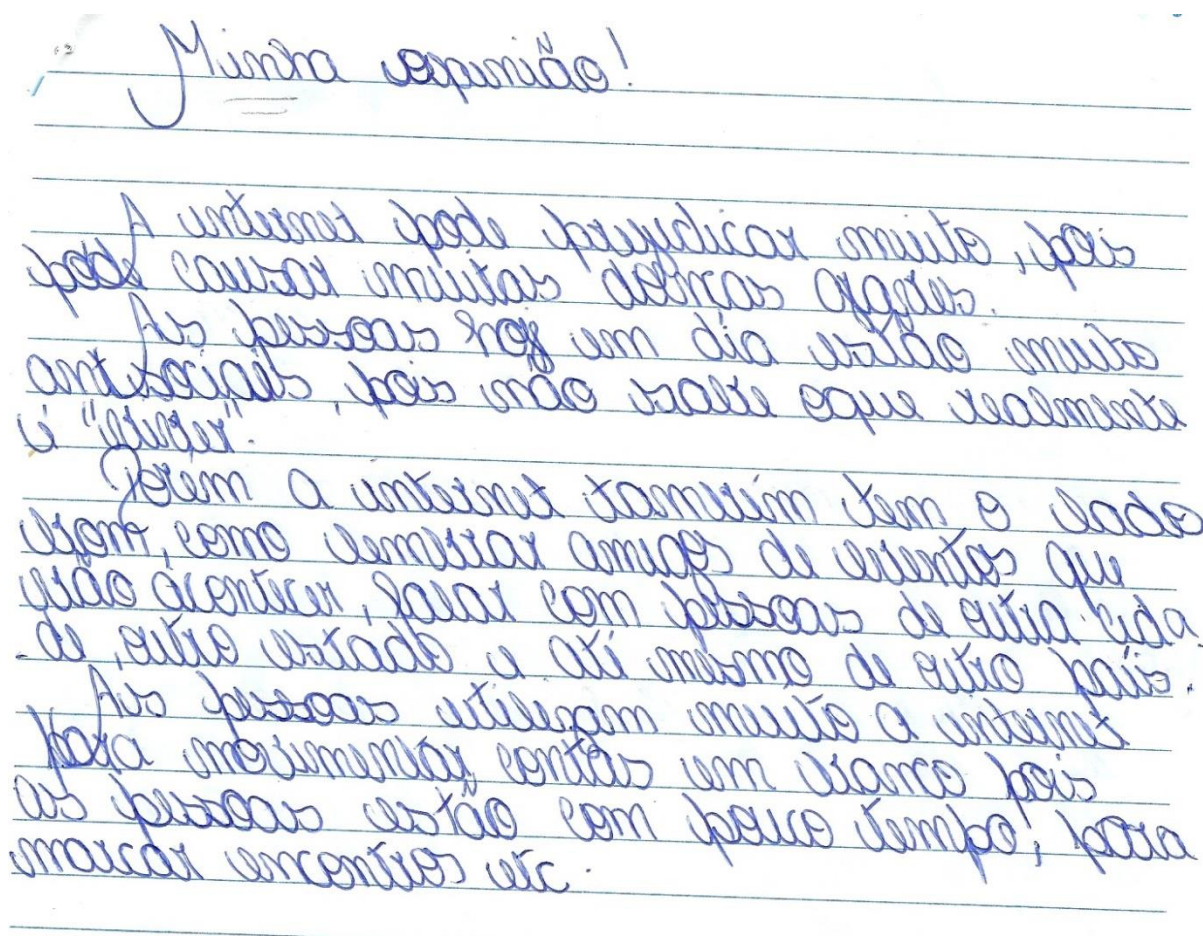 Minha opinião!
A internet pode prejudicar muito, pois
pode causar muitas doenças graves.
As pessoas hoj em dia estão muito
antisociais, pois não sabe oque realmente
é "viver".
Porém a internet também tem o lado
bom, como lembrar amigos de eventos que
vão acontecer, falar com pessoas de outra cida-
de, outro estado e até mesmo de outro país.
As pessoas utilizam muito a internet
para movimentar contas em banco pois
as pessoas estão com pouco tempo, para
marcar encontros etc.